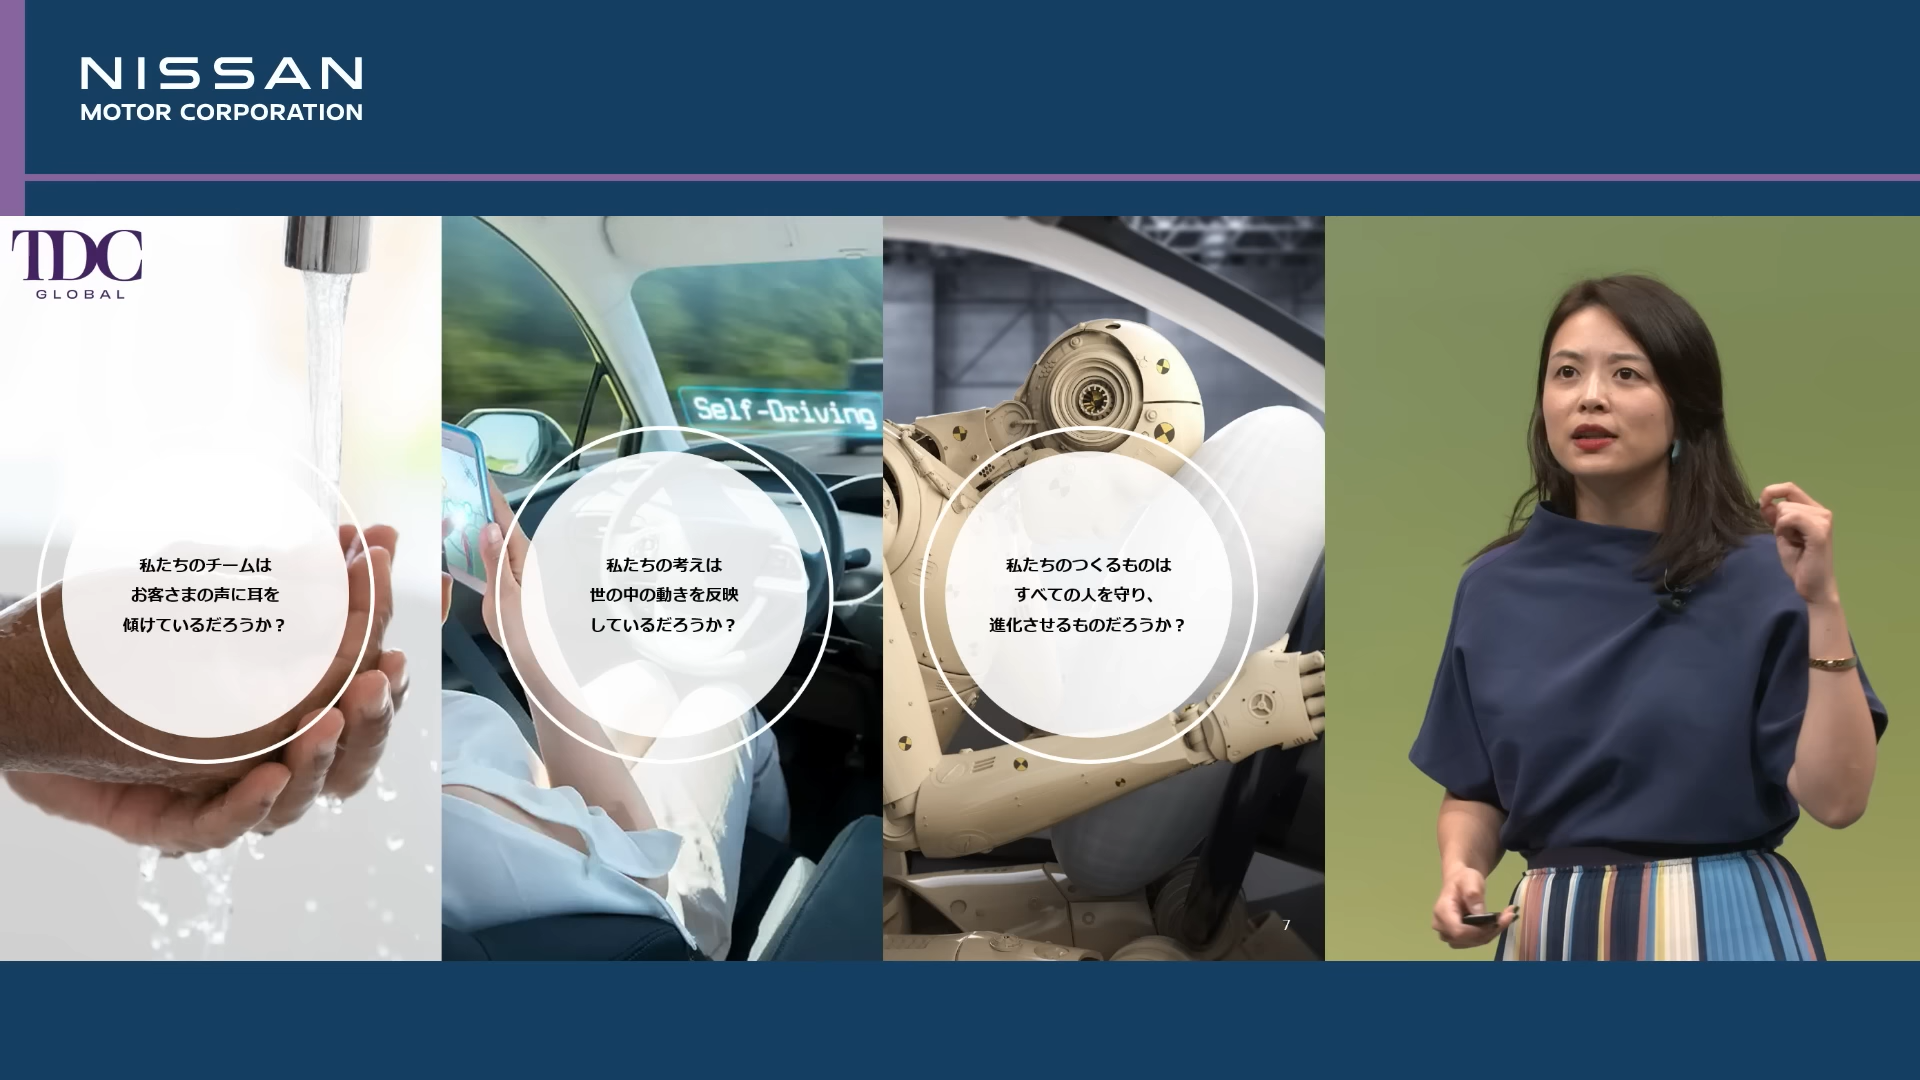 NISSAN
MOTOR CORPORATION
TDC
GLOBAL
Self-Driving
私たちのチームは
お客さまの声に耳を
傾けているだろうか？
私たちの考えは
世の中の動きを反映
しているだろうか？
私たちのつくるものは
すべての人を守り、
進化させるものだろうか？
7